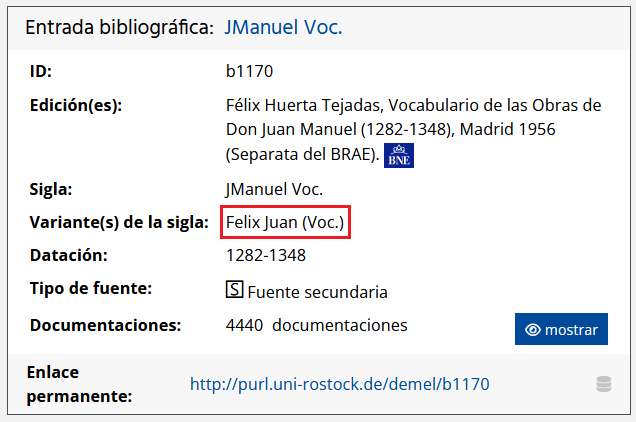 Entrada bibliográfica: JManuel Voc.
ID: b1170
Edición(es): Félix Huerta Tejadas, Vocabulario de las Obras de
Don Juan Manuel (1282-1348), Madrid 1956
(Separata del BRAE). BNE
Sigla: JManuel Voc.
Variante(s) de la sigla: Felix Juan (Voc.)
Datación: 1282-1348
Tipo de fuente: S Fuente secundaria
Documentaciones: 4440 documentaciones mostrar
Enlace
permanente: http://purl.uni-rostock.de/demel/b1170